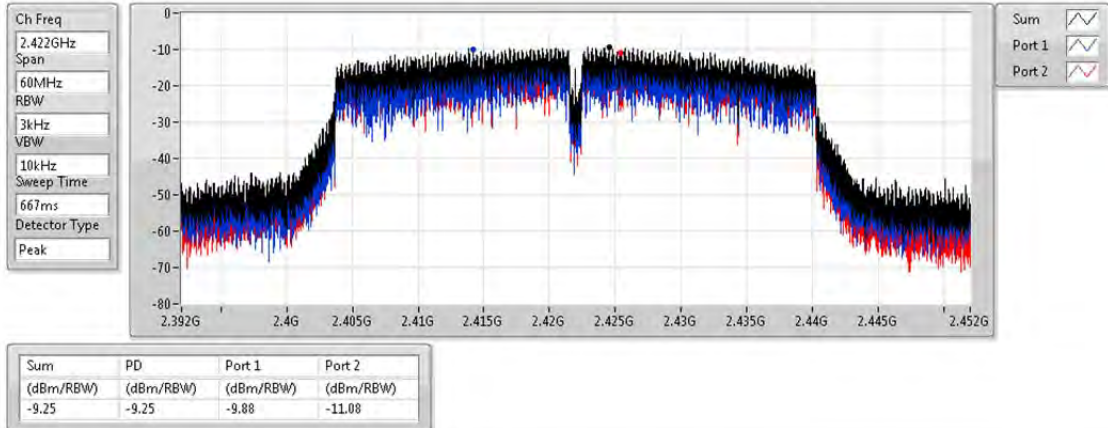 Ch Freq
2.422GHz
Span
60MHz
RBW
3kHz
VBW
10kHz
Sweep Time
667ms
Detector Type
Peak
0
-10
-20
-30
-40
-50
-60
-70
-80
2.392G 2.4G 2.405G 2.41G 2.415G 2.42G 2.425G 2.43G 2.435G 2.44G 2.445G 2.452G
Sum
Port 1
Port 2
Sum PD Port 1 Port 2
(dBm/RBW) (dBm/RBW) (dBm/RBW) (dBm/RBW)
-9.25 -9.25 -9.88 -11.08